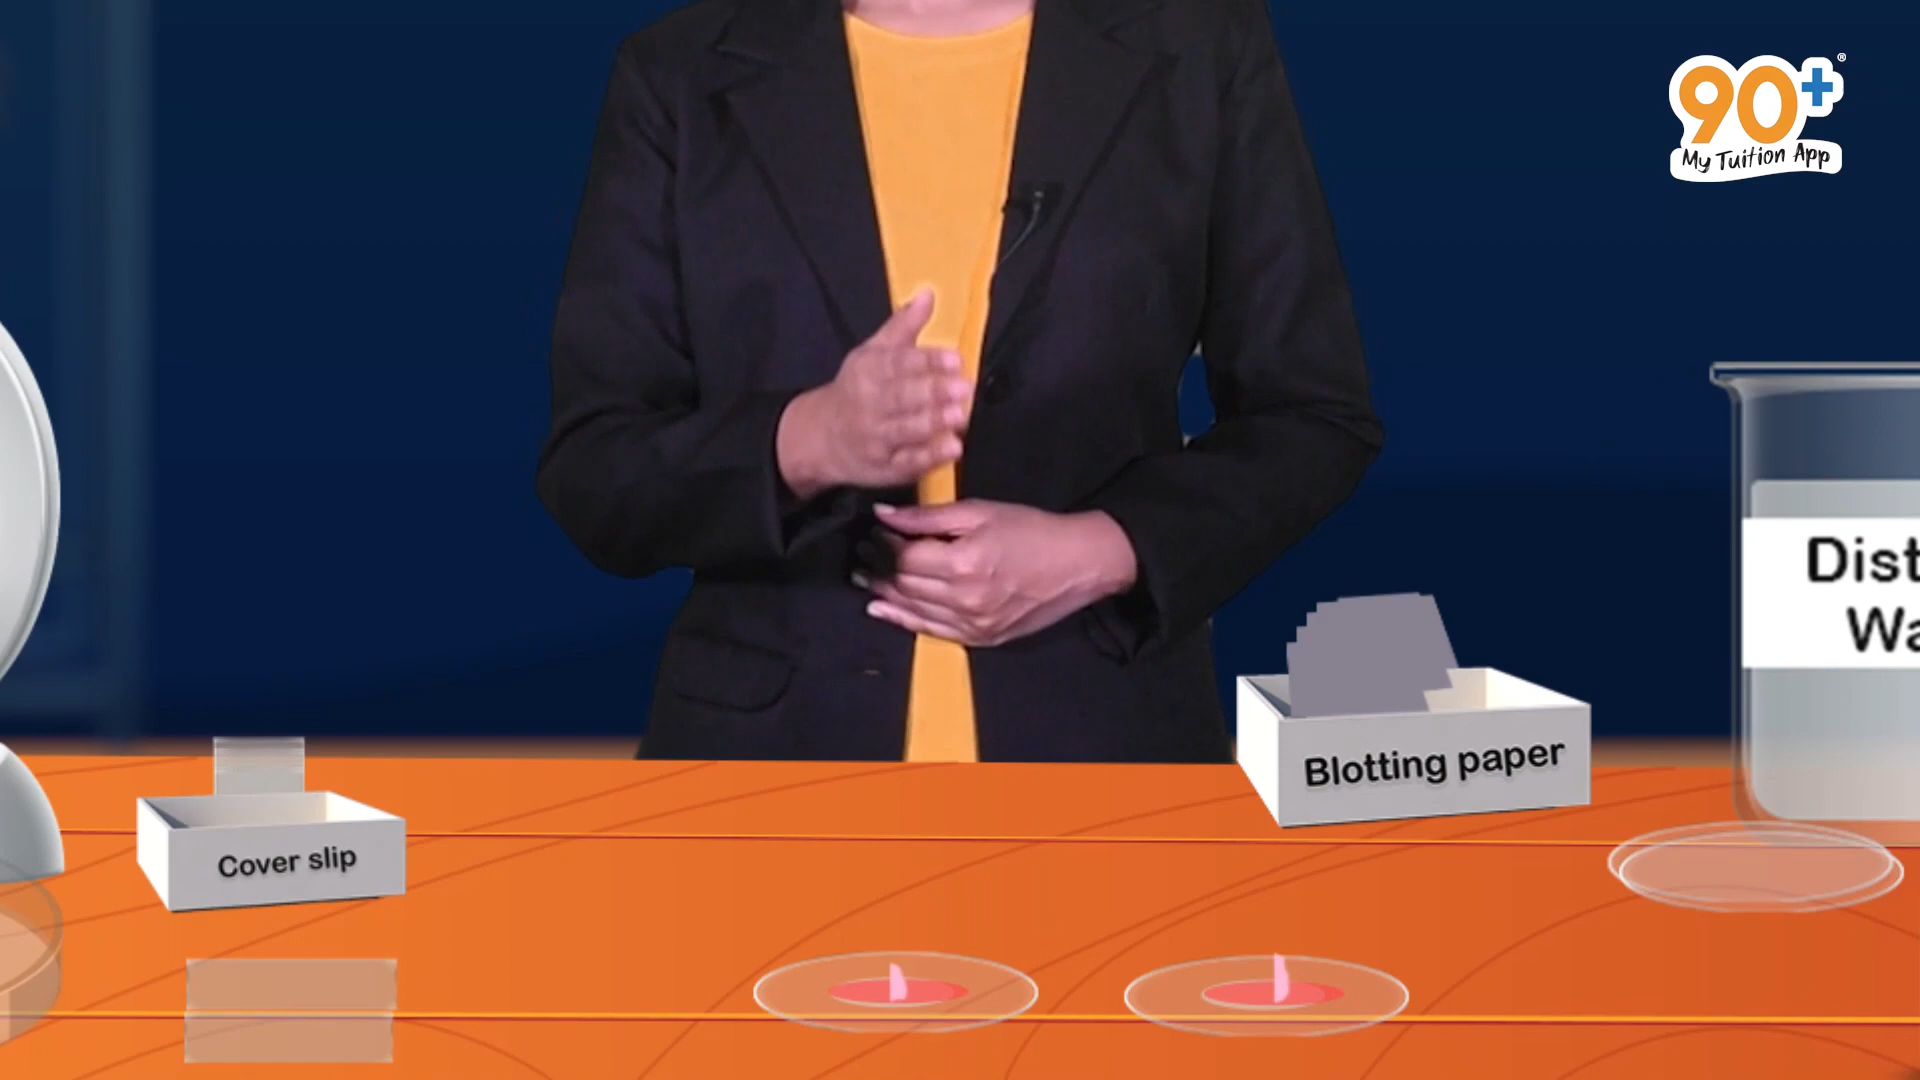 90+
®
My Tuition App
Dist
Wa
Blotting paper
Cover slip